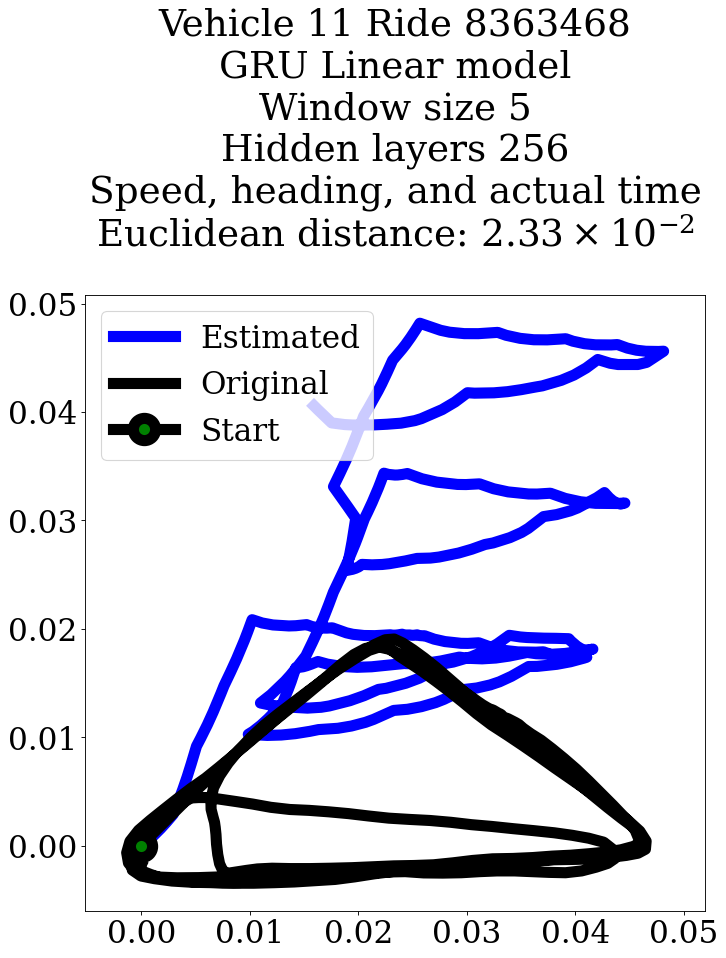 Vehicle 11 Ride 8363468
GRU Linear model
Window size 5
Hidden layers 256
Speed, heading, and actual time
Euclidean distance: 2.33 × 10⁻²
0.05
0.04
0.03
0.02
0.01
0.00
Estimated
Original
Start
0.00 0.01 0.02 0.03 0.04 0.05